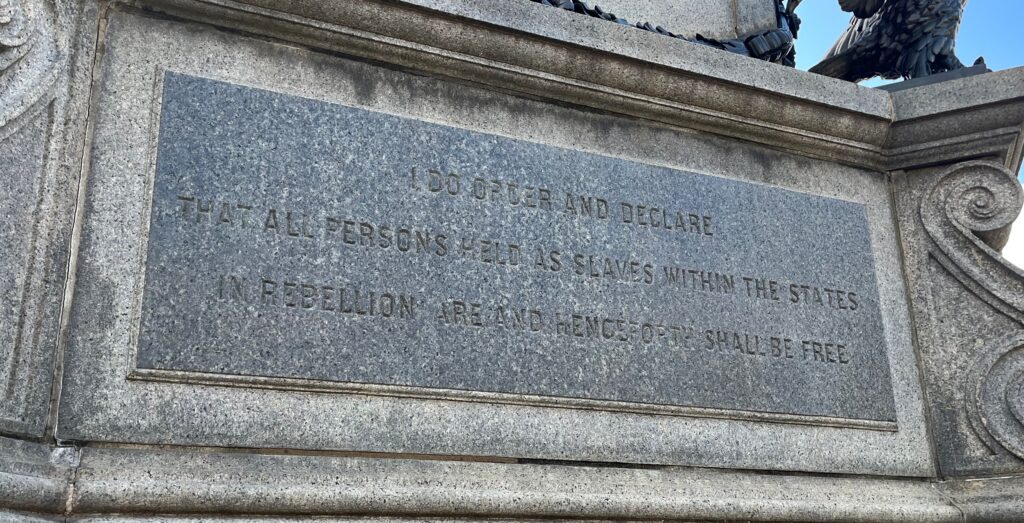 I DO ORDER AND DECLARE
THAT ALL PERSONS HELD AS SLAVES WITHIN THE STATES
IN REBELLION ARE AND HENCEFORTH SHALL BE FREE